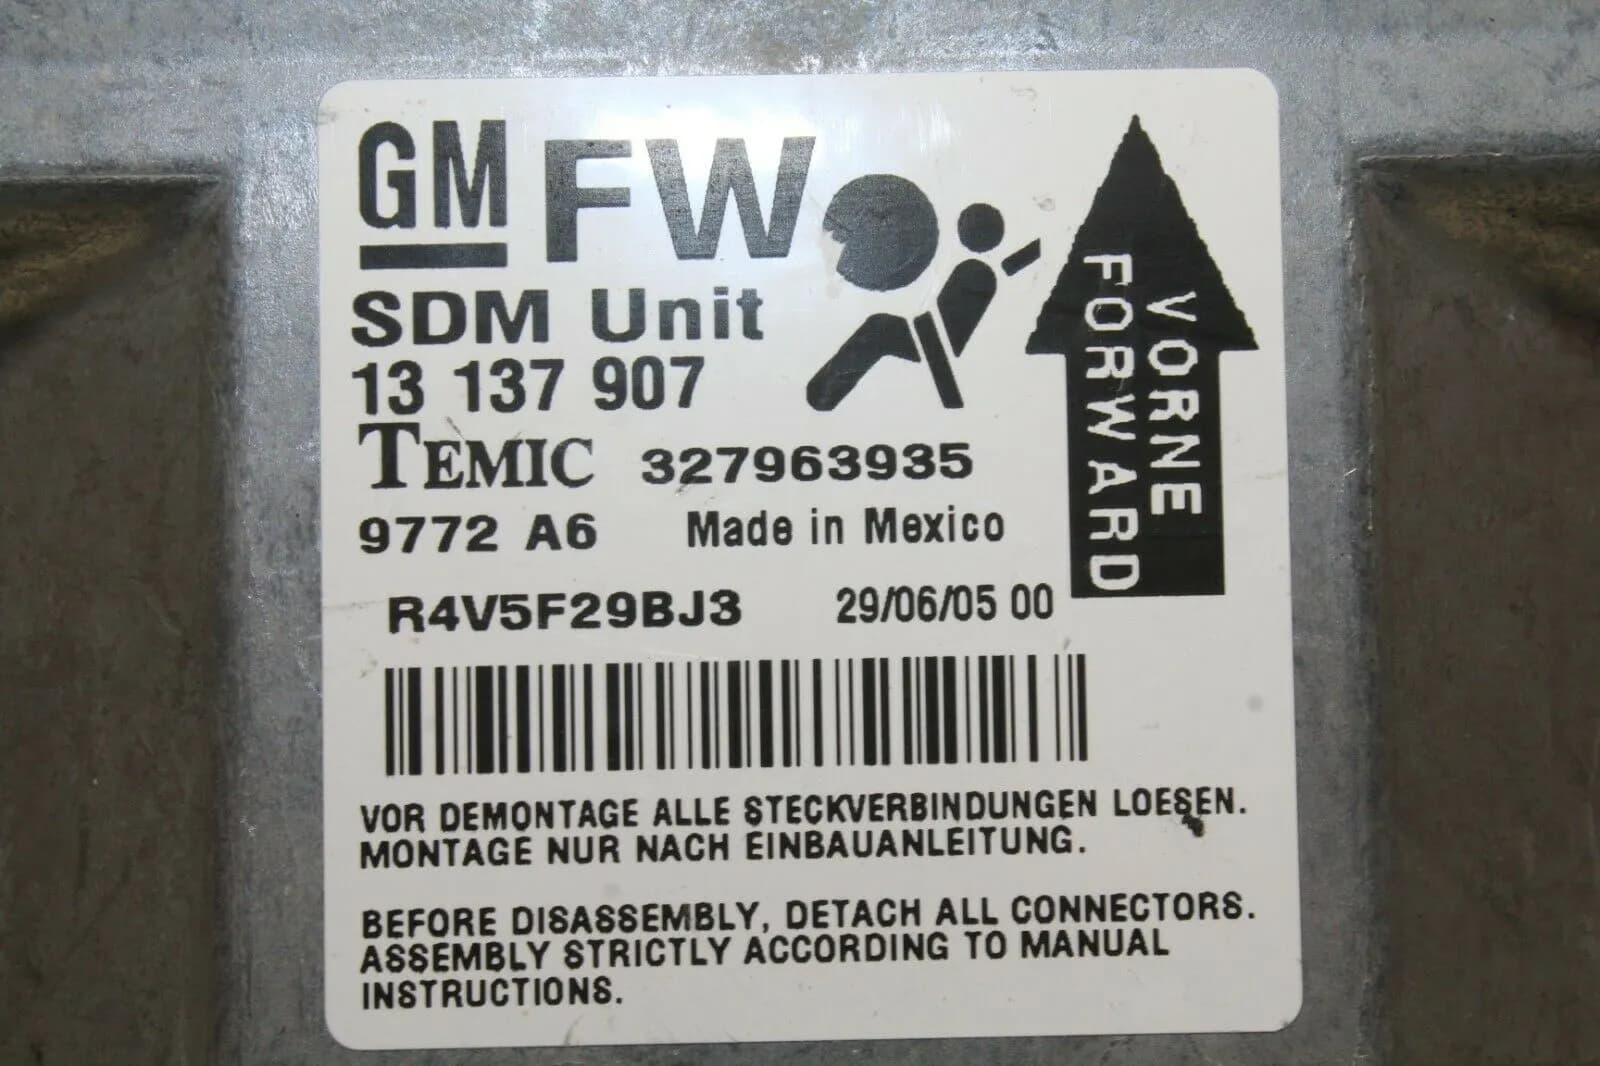 GM FW
SDM Unit
13 137 907
TEMIC 327963935
9772 A6 Made in Mexico
R4V5F29BJ3 29/06/05 00
VORNE
FORWARD
VOR DEMONTAGE ALLE STECKVERBINDUNGEN LOESEN.
MONTAGE NUR NACH EINBAUANLEITUNG.
BEFORE DISASSEMBLY, DETACH ALL CONNECTORS.
ASSEMBLY STRICTLY ACCORDING TO MANUAL
INSTRUCTIONS.